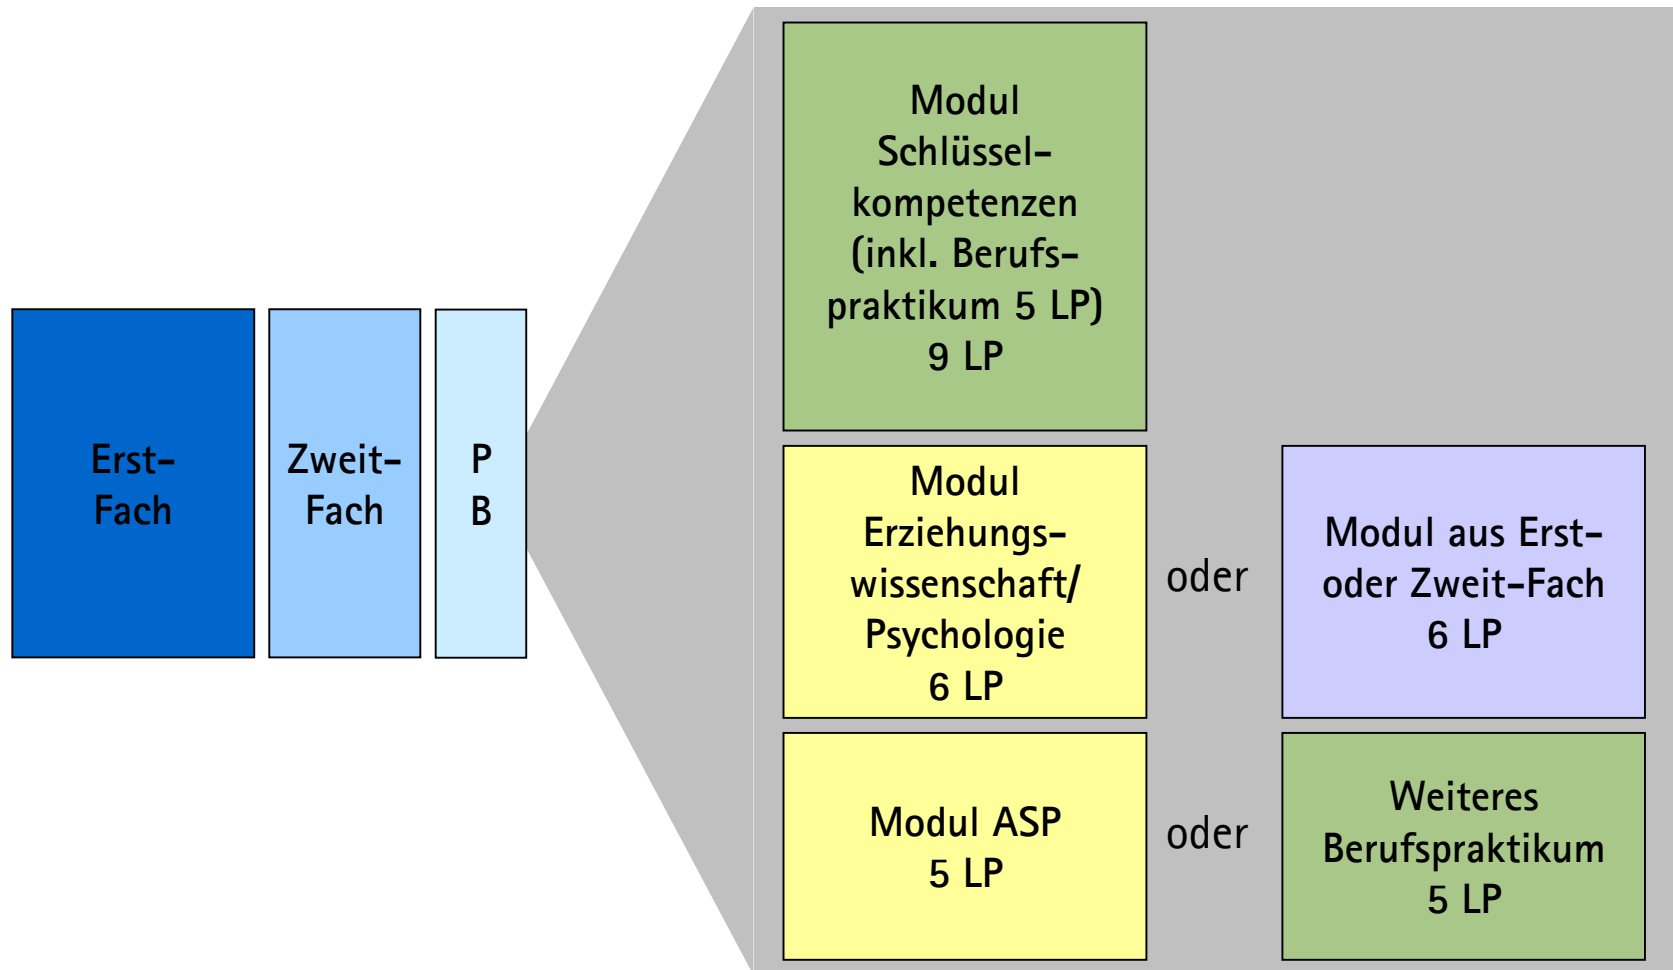 Erst-
Fach
Zweit-
Fach
P
B
Modul
Schlüssel-
kompetenzen
(inkl. Berufs-
praktikum 5 LP)
9 LP
Modul
Erziehungs-
wissenschaft/
Psychologie
6 LP
oder
Modul aus Erst-
oder Zweit-Fach
6 LP
Modul ASP
5 LP
oder
Weiteres
Berufspraktikum
5 LP